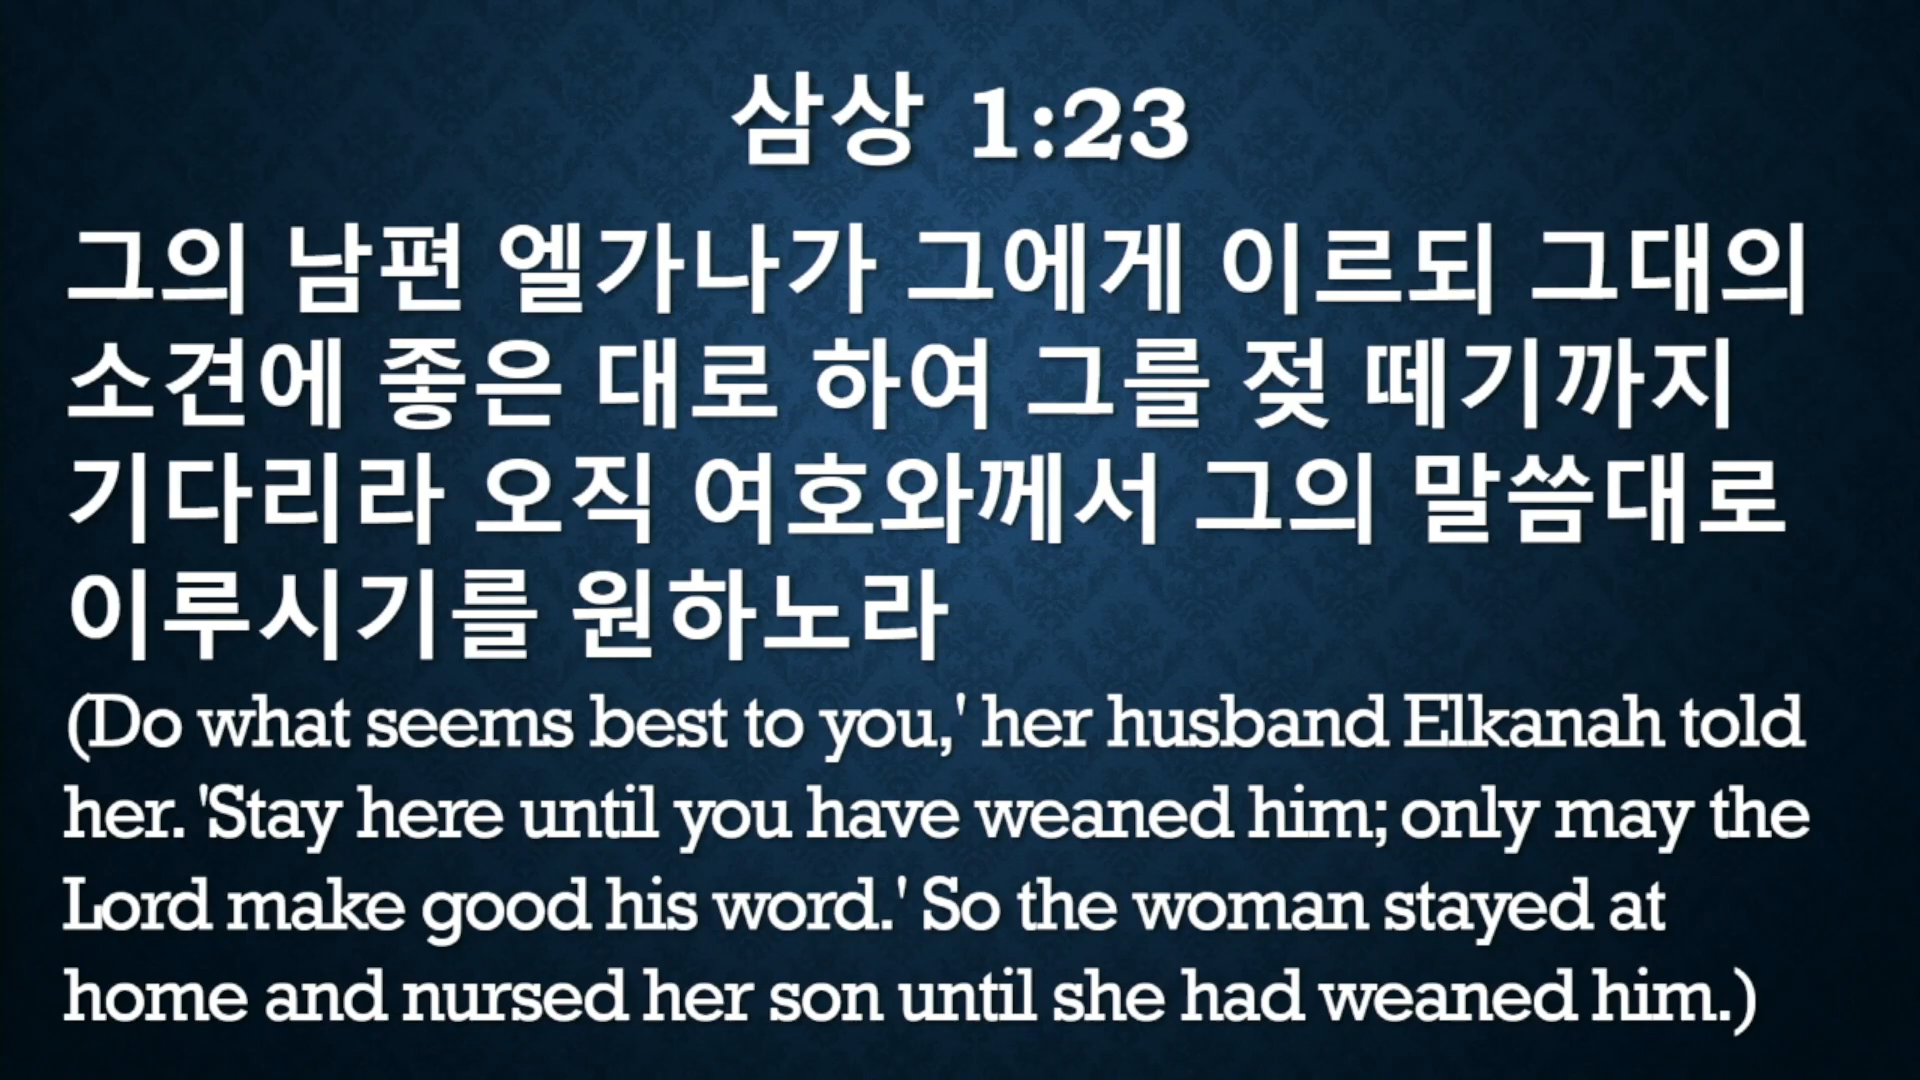 삼상 1:23
그의 남편 엘가나가 그에게 이르되 그대의
소견에 좋은 대로 하여 그를 젖 떼기까지
기다리라 오직 여호와께서 그의 말씀대로
이루시기를 원하노라
(Do what seems best to you,' her husband Elkanah told
her. 'Stay here until you have weaned him; only may the
Lord make good his word.' So the woman stayed at
home and nursed her son until she had weaned him.)